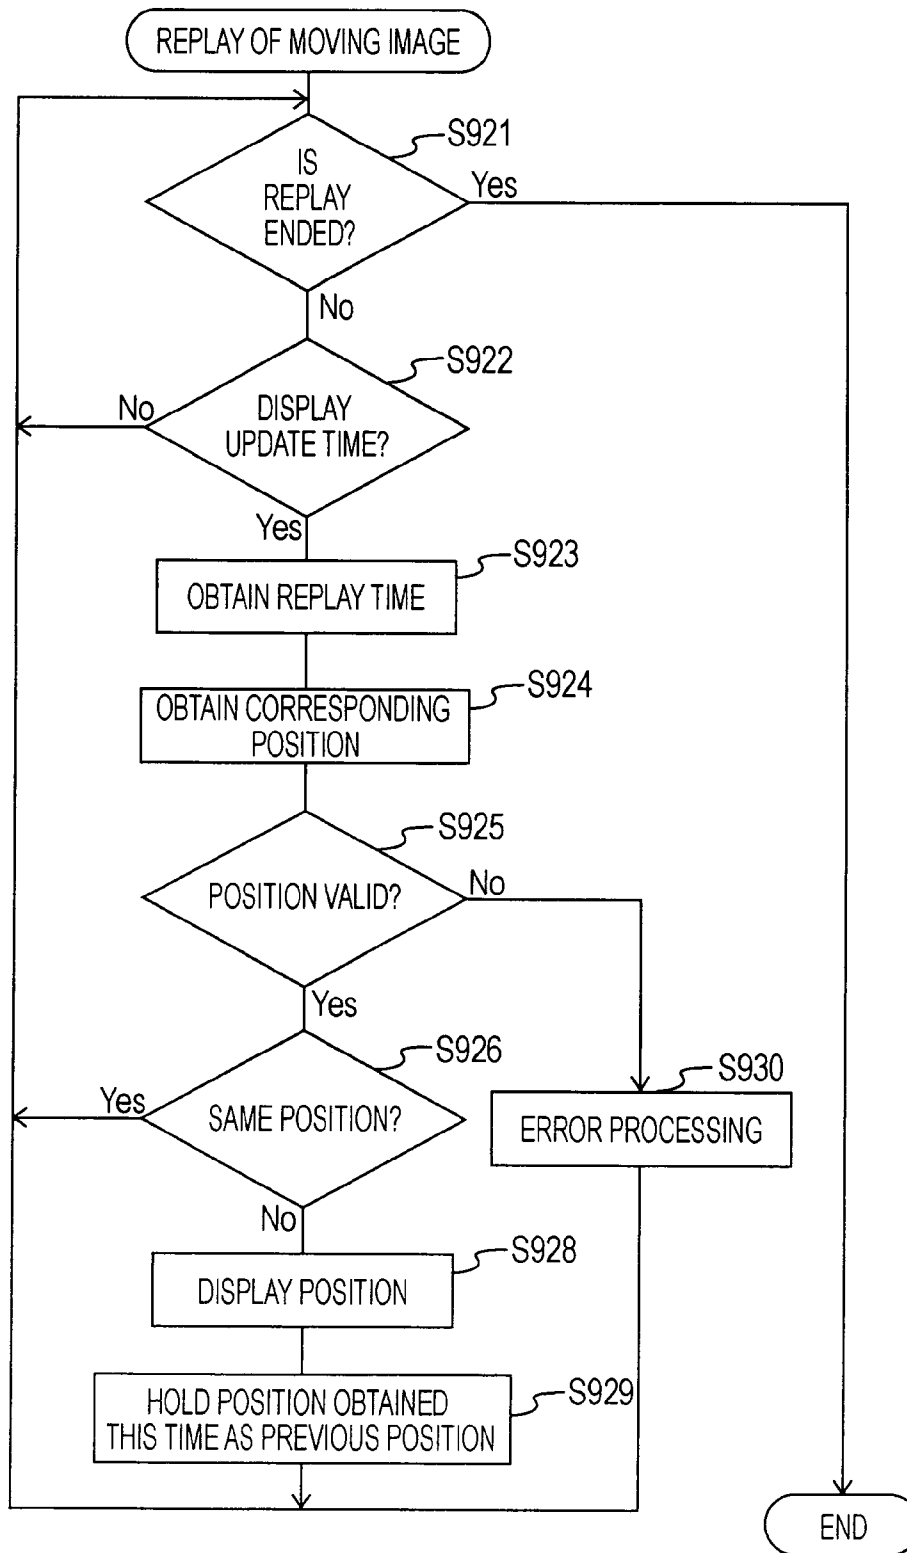 REPLAY OF MOVING IMAGE
S921
IS
REPLAY
ENDED?
Yes
No
S922
DISPLAY
UPDATE TIME?
No
Yes
S923
OBTAIN REPLAY TIME
S924
OBTAIN CORRESPONDING
POSITION
S925
POSITION VALID?
No
Yes
S926
SAME POSITION?
Yes
No
S930
ERROR PROCESSING
S928
DISPLAY POSITION
S929
HOLD POSITION OBTAINED
THIS TIME AS PREVIOUS POSITION
END